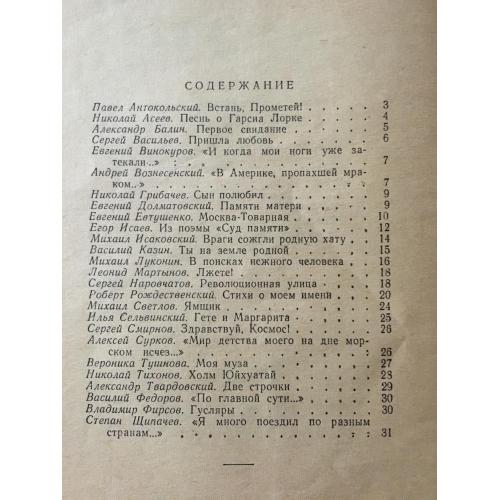 СОДЕРЖАНИЕ
Павел Антокольский. Встань, Прометей! . . . . . 3
Николай Асеев. Песнь о Гарсиа Лорке . . . . . 4
Александр Балин. Первое свидание . . . . . 5
Сергей Васильев. Пришла любовь . . . . . 6
Евгений Винокуров. «И когда мои ноги уже за-
текали...» : . . . . . 7
Андрей Вознесенский. «В Америке, пропахшей мра-
ком...» . . . . . 7
Николай Грибачев. Сын полюбил . . . . . 9
Евгений Долматовский. Памяти матери . . . . . 9
Евгений Евтушенко. Москва-Товарная . . . . . 10
Егор Исаев. Из поэмы «Суд памяти» . . . . . 12
Михаил Исаковский. Враги сожгли родную хату . 14
Василий Казин. Ты на земле родной . . . . . 15
Михаил Луконин. В поисках нежного человека . . 16
Леонид Мартынов. Лжете! . . . . . 18
Сергей Наровчатов. Революционная улица . . . . 18
Роберт Рождественский. Стихи о моем имени . . . 20
Михаил Светлов. Ямщик . . . . . 24
Илья Сельвинский. Гете и Маргарита . . . . . 25
Сергей Смирнов. Здравствуй, Космос! . . . . . 26
Алексей Сурков. «Мир детства моего на дне мор-
ском исчез...» . . . . . 26
Вероника Тушнова. Моя муза . . . . . 27
Николай Тихонов. Холм Юйхуатай . . . . . 28
Александр Твардовский. Две строчки . . . . . 29
Василий Федоров. «По главной сути...» . . . . . 30
Владимир Фирсов. Гусляры . . . . . 30
Степан Щипачев. «Я много поездил по разным
странам...» . . . . . 31